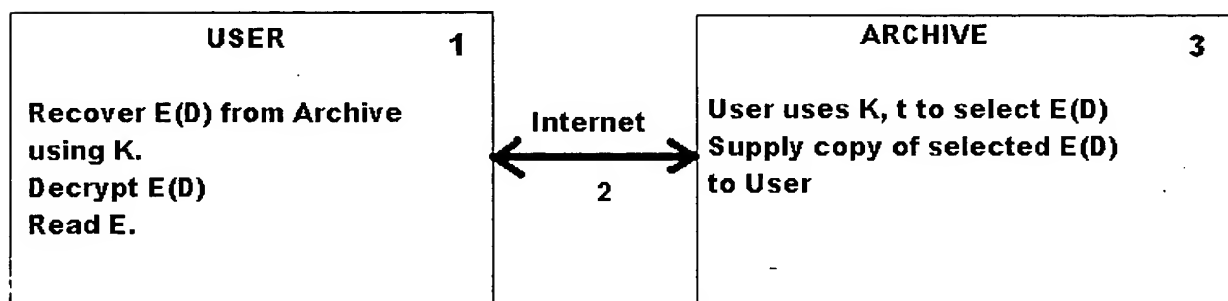 USER 1
Recover E(D) from Archive
using K.
Decrypt E(D)
Read E.
Internet
2
ARCHIVE 3
User uses K, t to select E(D)
Supply copy of selected E(D)
to User